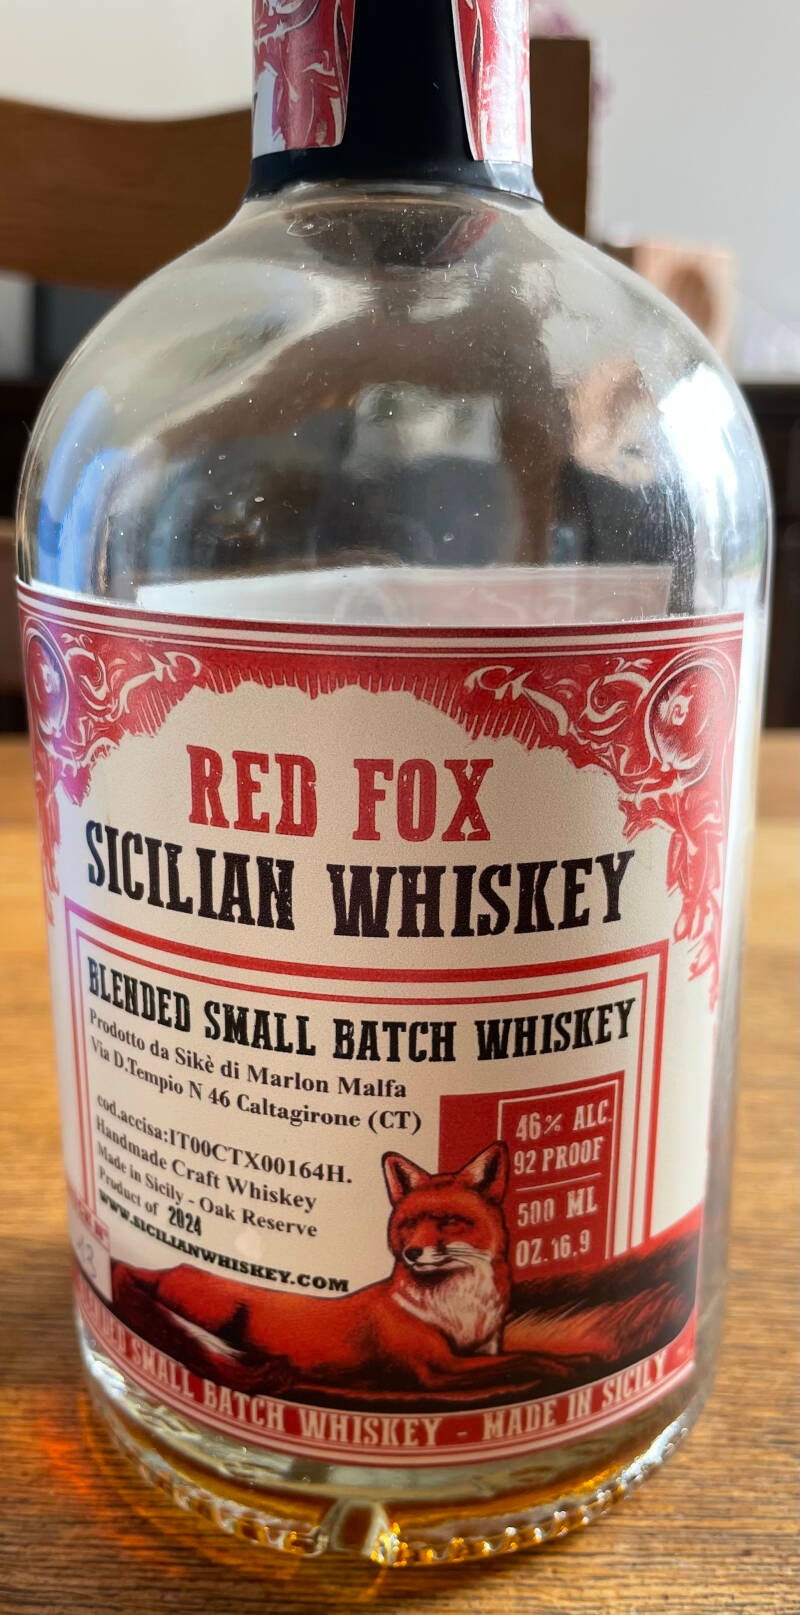 RED FOX
SICILIAN WHISKEY
BLENDED SMALL BATCH WHISKEY
Prodotto da Sikè di Marlon Malfa
Via D.Tempio N 46 Caltagirone (CT)
cod.accisa:IT00CTX00164H.
Handmade Craft Whiskey
Made in Sicily - Oak Reserve
Product of 2024
WWW.SICILIANWHISKEY.COM
46% ALC.
92 PROOF
500 ML
OZ.16,9
SMALL BATCH WHISKEY - MADE IN SICILY -